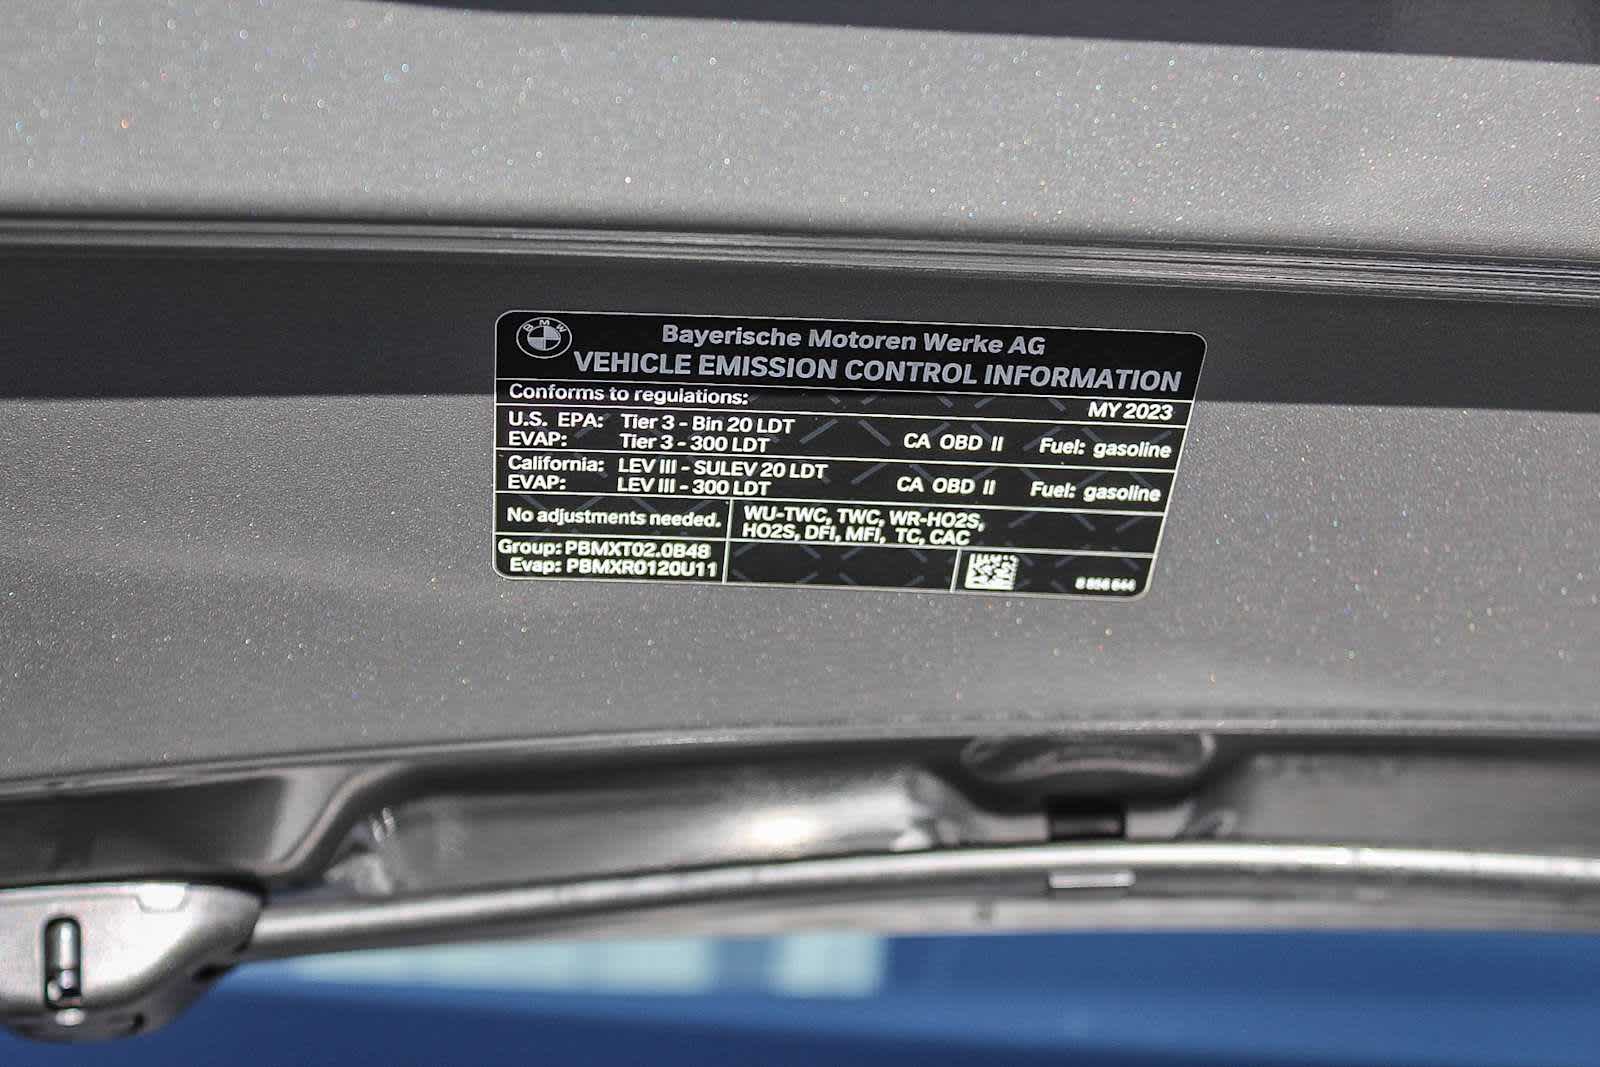 BMW
Bayerische Motoren Werke AG
VEHICLE EMISSION CONTROL INFORMATION
Conforms to regulations: MY 2023
U.S. EPA: Tier 3 - Bin 20 LDT
EVAP: Tier 3 - 300 LDT CA OBD II Fuel: gasoline
California: LEV III - SULEV 20 LDT
EVAP: LEV III - 300 LDT CA OBD II Fuel: gasoline
No adjustments needed.
WU-TWC, TWC, WR-HO2S,
HO2S, DFI, MFI, TC, CAC
Group: PBMXT02.0B48
Evap: PBMXR0120U11